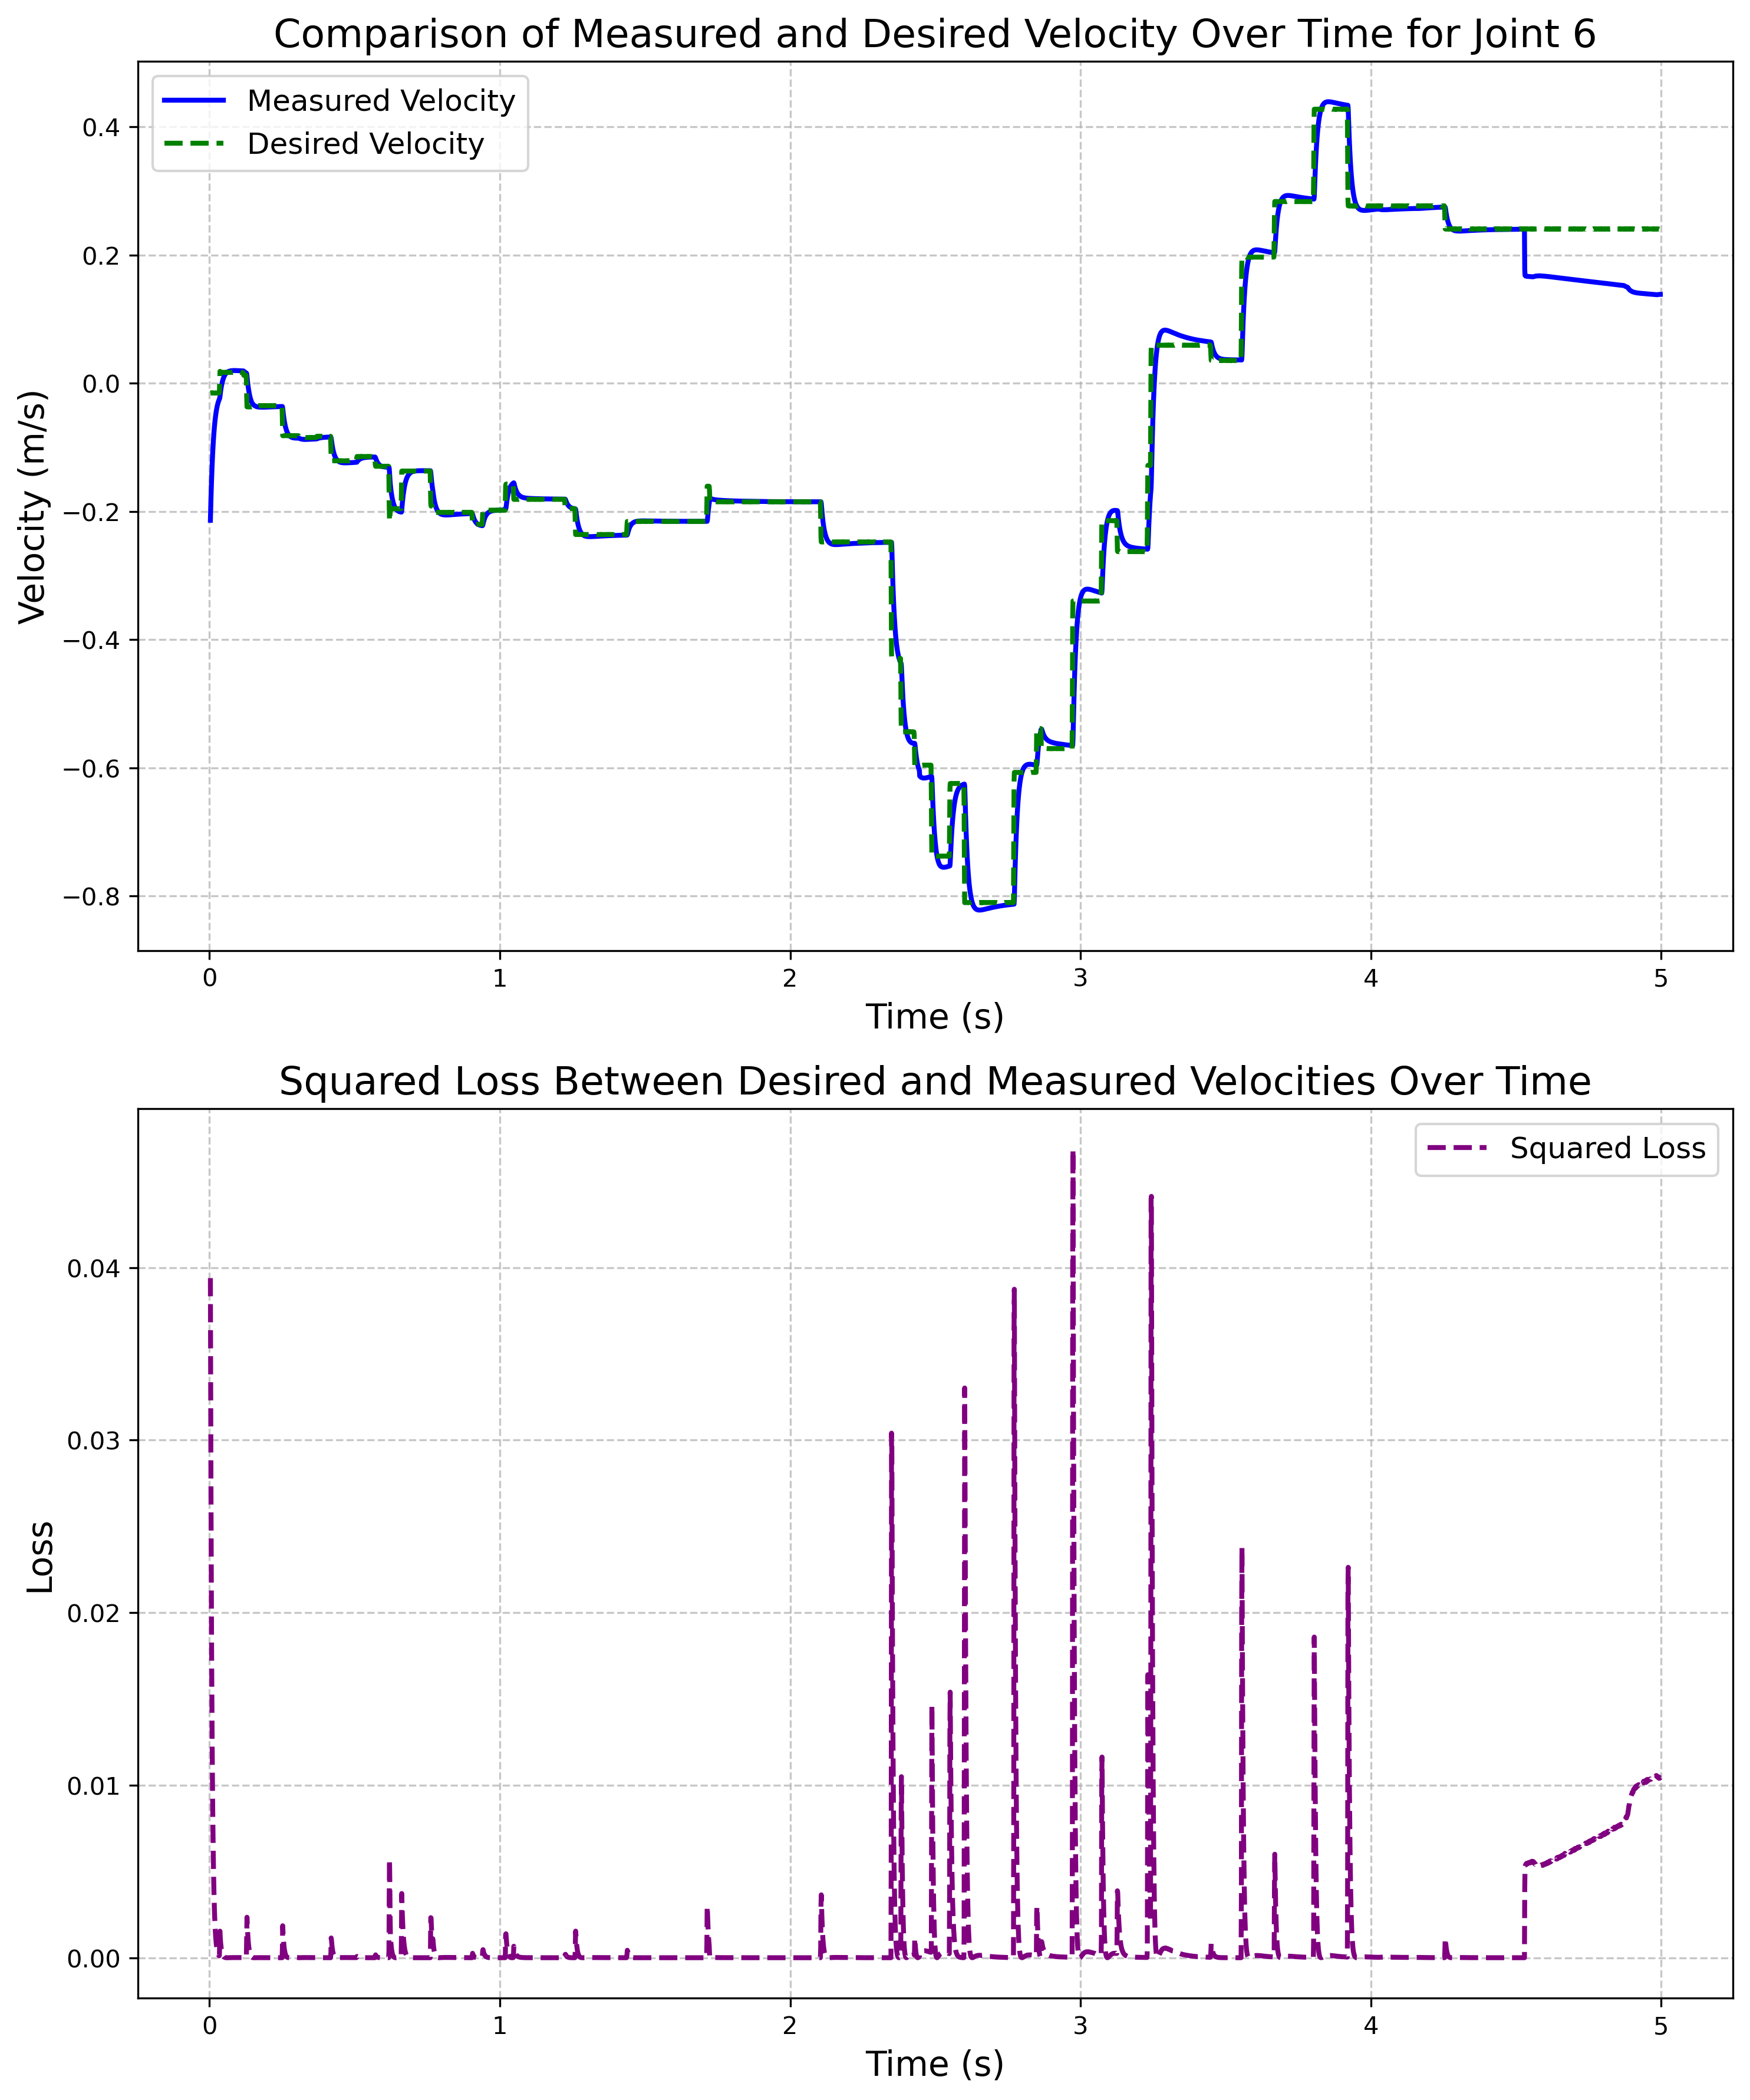 Comparison of Measured and Desired Velocity Over Time for Joint 6
Measured Velocity
Desired Velocity
0.4
0.2
0.0
−0.2
−0.4
−0.6
−0.8
Velocity (m/s)
0 1 2 3 4 5
Time (s)
Squared Loss Between Desired and Measured Velocities Over Time
Squared Loss
0.04
0.03
0.02
0.01
0.00
Loss
0 1 2 3 4 5
Time (s)